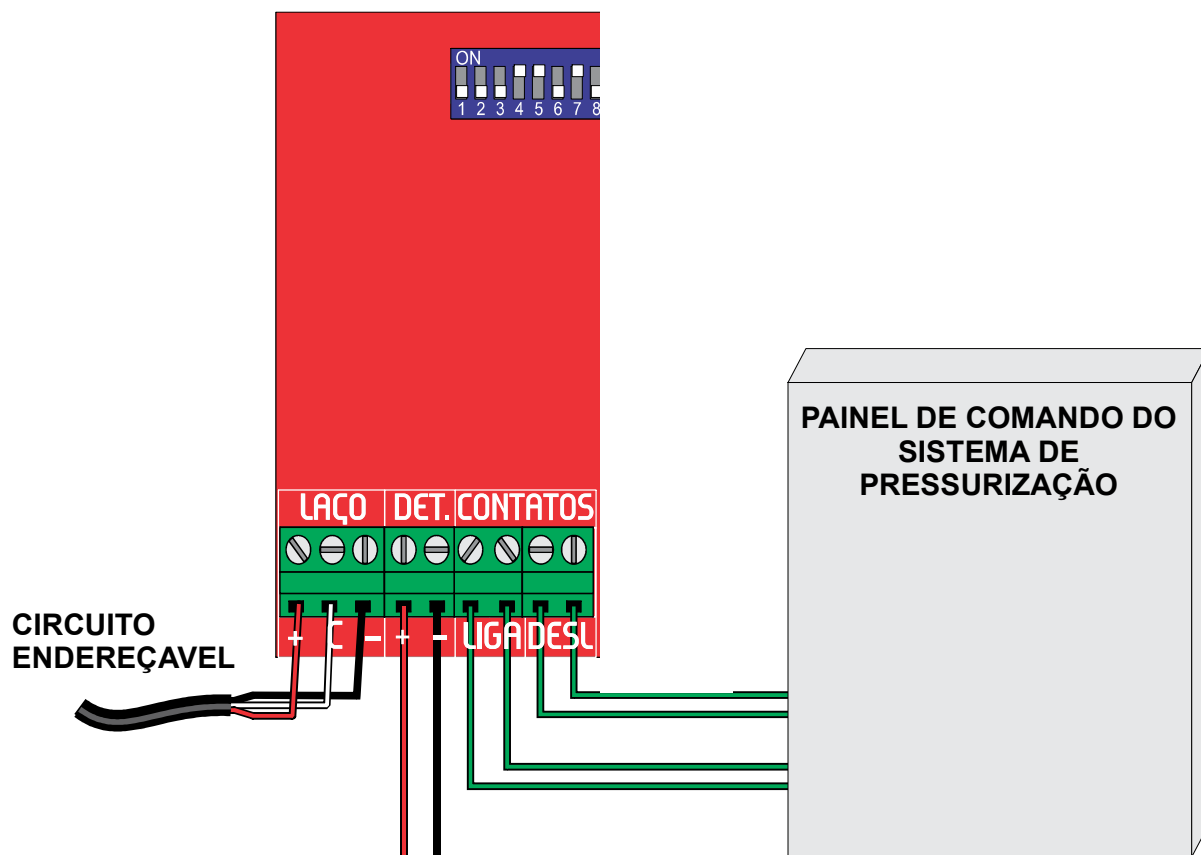 ON
1 2 3 4 5 6 7 8
PAINEL DE COMANDO DO
SISTEMA DE
PRESSURIZAÇÃO
LAÇO DET. CONTATOS
+ C - + - LIGA DESL
CIRCUITO
ENDEREÇAVEL